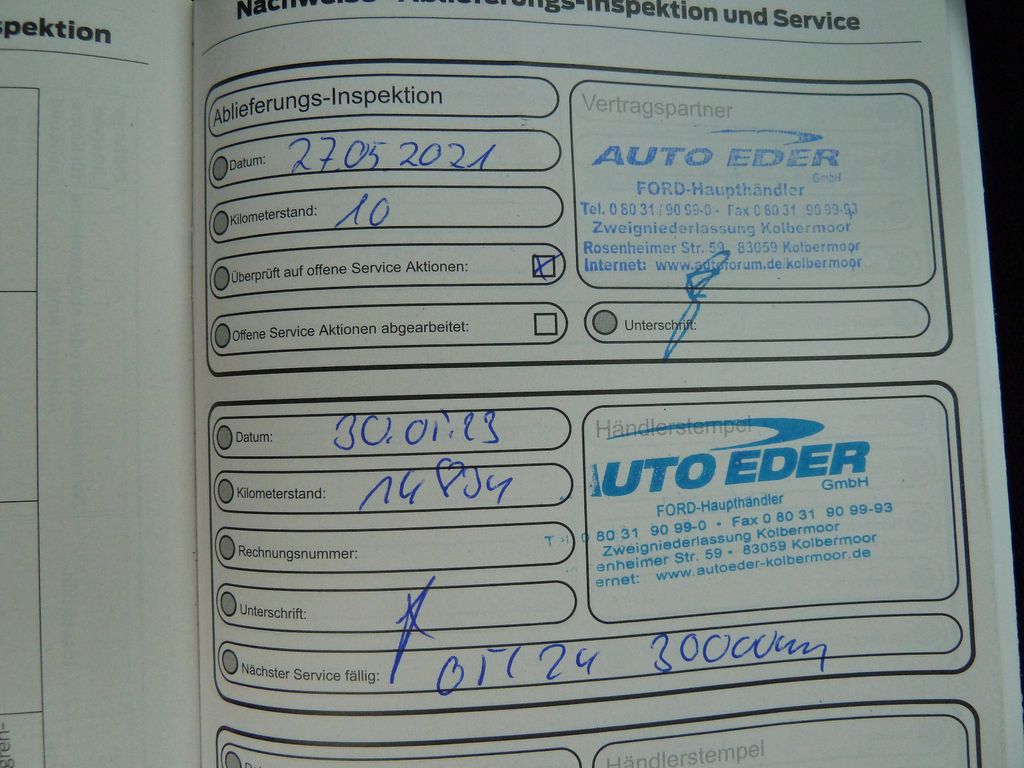 spektion
Nachweise - Ablieferungs-Inspektion und Service
Ablieferungs-Inspektion
Datum: 27.05.2021
Kilometerstand: 10
Überprüft auf offene Service Aktionen:
Offene Service Aktionen abgearbeitet:
Vertragspartner
AUTO EDER
GmbH
FORD-Haupthändler
Tel. 0 80 31 / 90 99-0 - Fax 0 80 31 90 99-93
Zweigniederlassung Kolbermoor
Rosenheimer Str. 59, 83059 Kolbermoor
Internet: www.autoforum.de/kolbermoor
Unterschrift:
Datum: 30.01.23
Kilometerstand:
Rechnungsnummer:
Unterschrift:
Nächster Service fällig: 01/24 30000km
Händlerstempel
AUTO EDER
GmbH
FORD-Haupthändler
0 80 31 90 99-0 • Fax 0 80 31 90 99-93
Zweigniederlassung Kolbermoor
enheimer Str. 59 • 83059 Kolbermoor
ernet: www.autoeder-kolbermoor.de
Händlerstempel